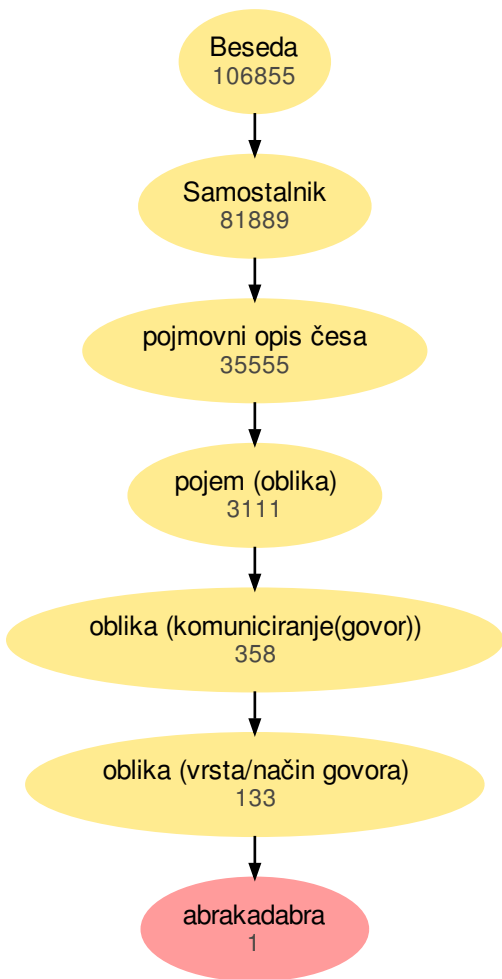 Beseda
106855
Samostalnik
81889
pojmovni opis česa
35555
pojem (oblika)
3111
oblika (komuniciranje(govor))
358
oblika (vrsta/način govora)
133
abrakadabra
1